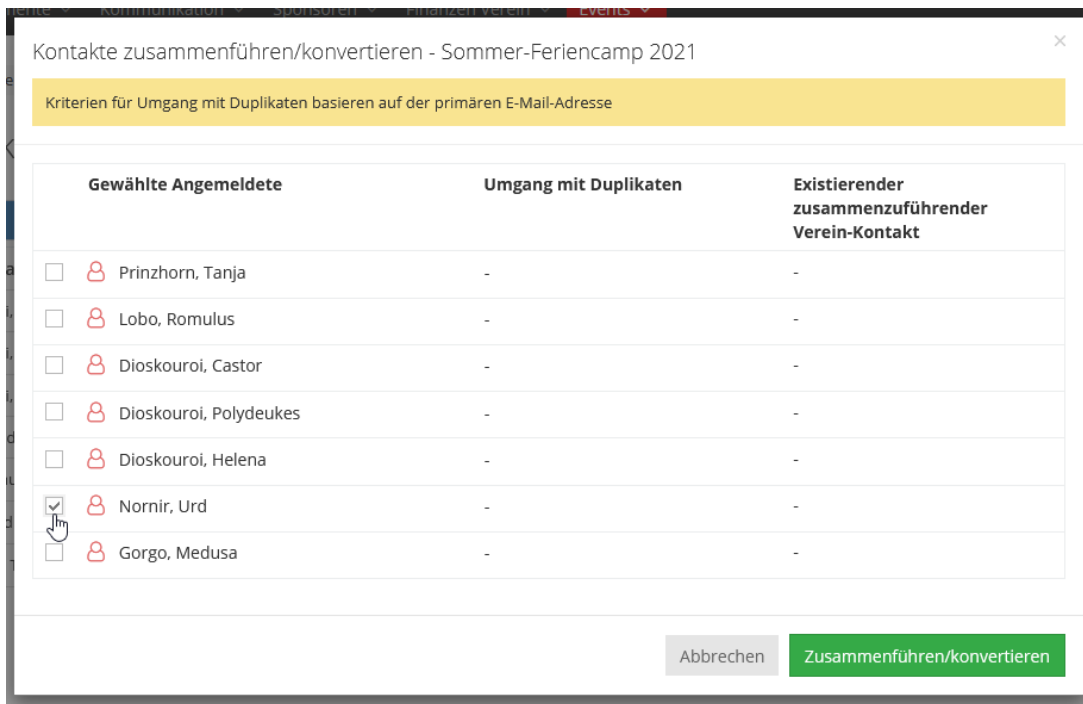 Kommunikation Sponsoren Finanzen Verein Events
Kontakte zusammenführen/konvertieren - Sommer-Feriencamp 2021
×
Kriterien für Umgang mit Duplikaten basieren auf der primären E-Mail-Adresse
Gewählte Angemeldete Umgang mit Duplikaten Existierender
zusammenzuführender
Verein-Kontakt
Prinzhorn, Tanja - -
Lobo, Romulus - -
Dioskouroi, Castor - -
Dioskouroi, Polydeukes - -
Dioskouroi, Helena - -
Nornir, Urd - -
Gorgo, Medusa - -
Abbrechen Zusammenführen/konvertieren